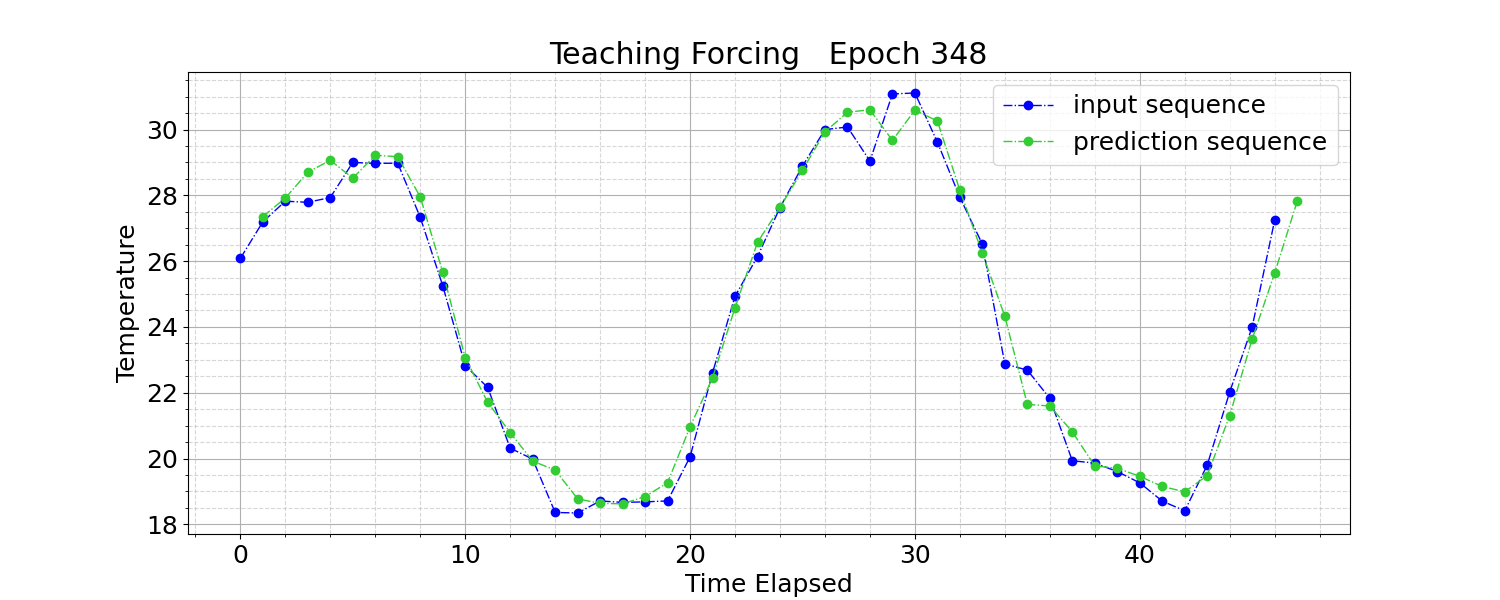 Teaching Forcing   Epoch 348
input sequence
prediction sequence
Temperature
30
28
26
24
22
20
18
0 10 20 30 40
Time Elapsed